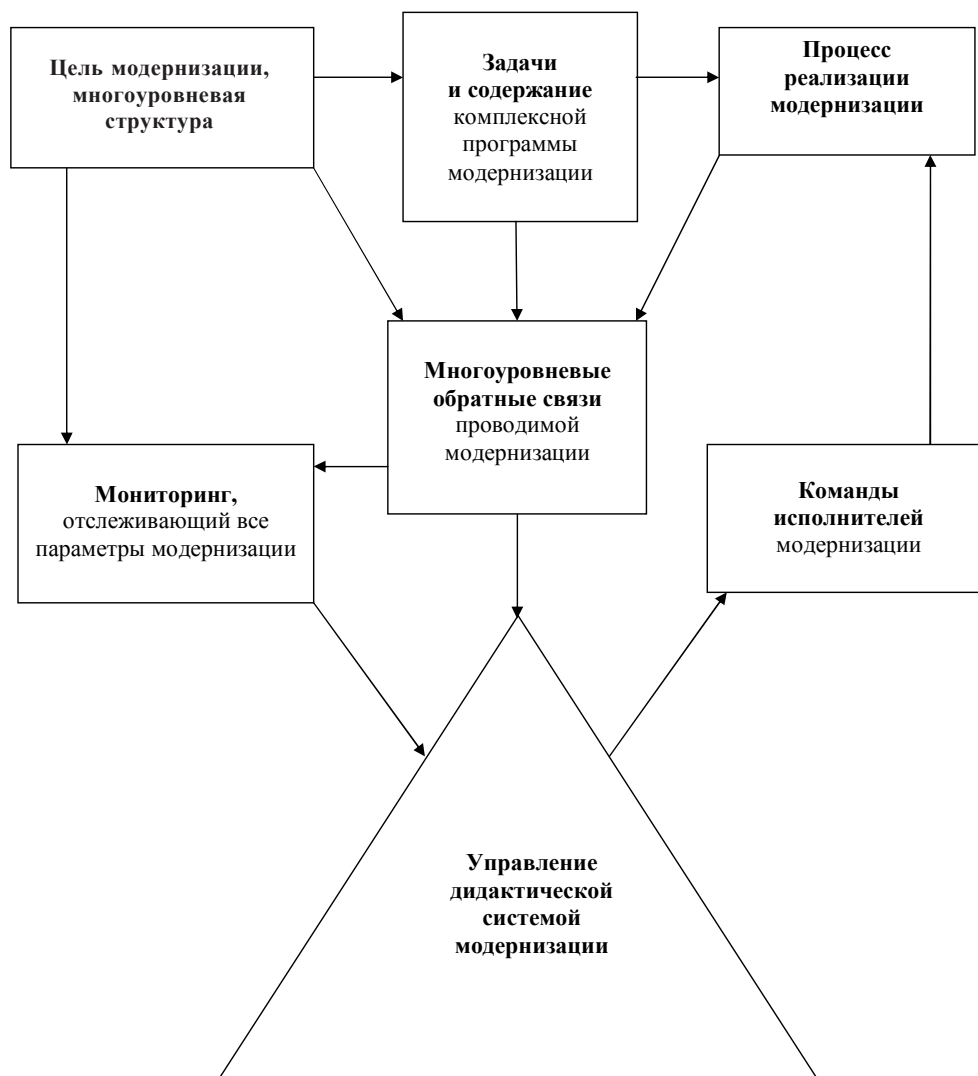 Цель модернизации,
многоуровневая
структура
Задачи
и содержание
комплексной
программы
модернизации
Процесс
реализации
модернизации
Многоуровневые
обратные связи
проводимой
модернизации
Мониторинг,
отслеживающий все
параметры модернизации
Команды
исполнителей
модернизации
Управление
дидактической
системой
модернизации